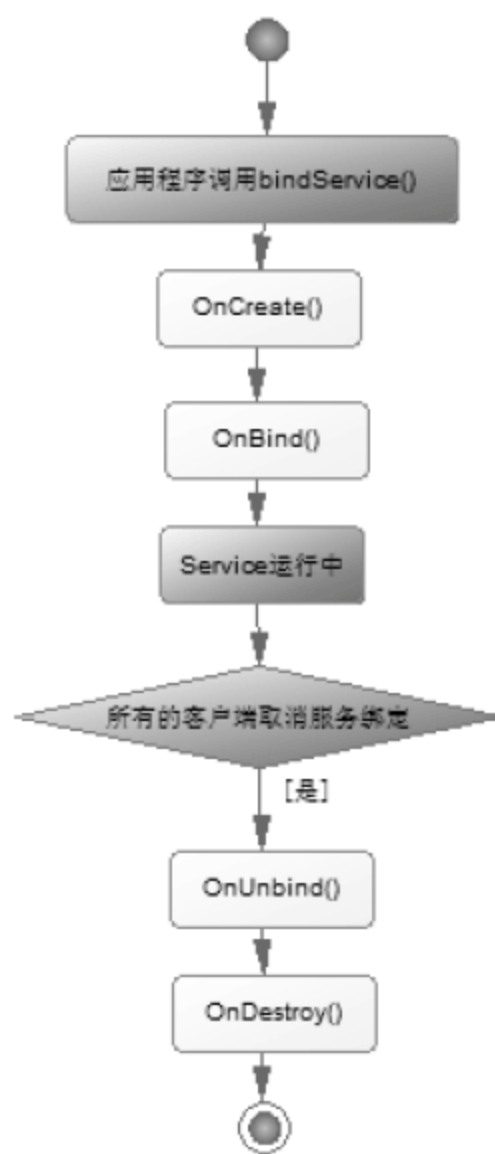 应用程序调用bindService()
OnCreate()
OnBind()
Service运行中
所有的客户端取消服务绑定
[是]
OnUnbind()
OnDestroy()